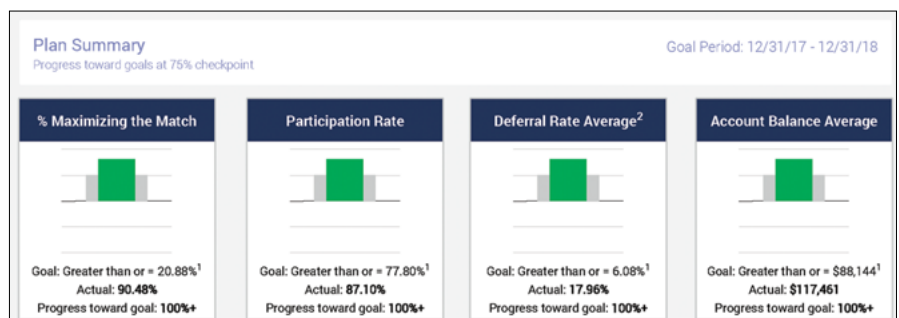 Plan Summary
Goal Period: 12/31/17 - 12/31/18
Progress toward goals at 75% checkpoint
% Maximizing the Match
Goal: Greater than or = 20.88%1
Actual: 90.48%
Progress toward goal: 100%+
Participation Rate
Goal: Greater than or = 77.80%1
Actual: 87.10%
Progress toward goal: 100%+
Deferral Rate Average2
Goal: Greater than or = 6.08%1
Actual: 17.96%
Progress toward goal: 100%+
Account Balance Average
Goal: Greater than or = $88,1441
Actual: $117,461
Progress toward goal: 100%+